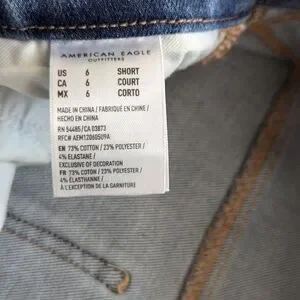 AMERICAN EAGLE
OUTFITTERS
US 6 SHORT
CA 6 COURT
MX 6 CORTO
MADE IN CHINA / FABRIQUÉ EN CHINE /
HECHO EN CHINA
RN 54485/CA 03873
RFC# AEM120605U9A
EN 73% COTTON / 23% POLYESTER /
4% ELASTANE /
EXCLUSIVE OF DECORATION
FR 73% COTON / 23% POLYESTER /
4% ÉLASTHANNE /
À L'EXCEPTION DE LA GARNITURE